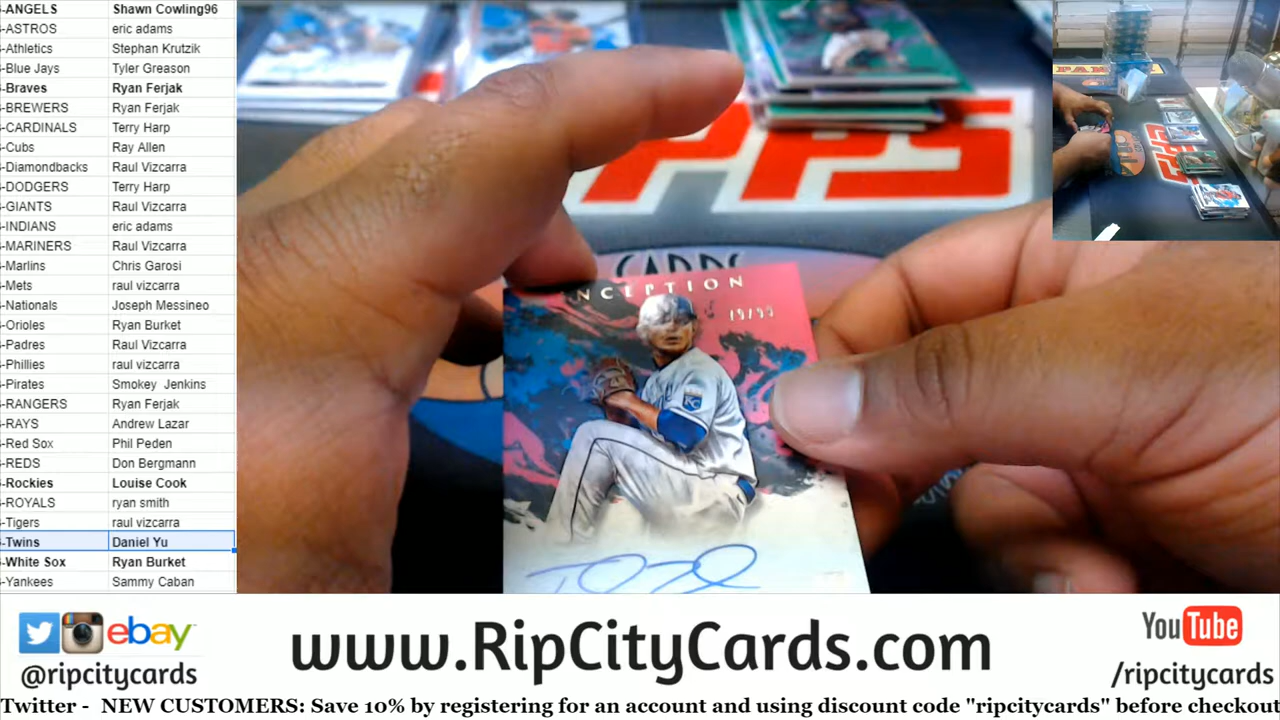 -ANGELS Shawn Cowling96
-ASTROS eric adams
-Athletics Stephan Krutzik
-Blue Jays Tyler Greason
-Braves Ryan Ferjak
-BREWERS Ryan Ferjak
-CARDINALS Terry Harp
-Cubs Ray Allen
-Diamondbacks Raul Vizcarra
-DODGERS Terry Harp
-GIANTS Raul Vizcarra
-INDIANS eric adams
-MARINERS Raul Vizcarra
-Marlins Chris Garosi
-Mets raul vizcarra
-Nationals Joseph Messineo
-Orioles Ryan Burket
-Padres Raul Vizcarra
-Phillies raul vizcarra
-Pirates Smokey Jenkins
-RANGERS Ryan Ferjak
-RAYS Andrew Lazar
-Red Sox Phil Peden
-REDS Don Bergmann
-Rockies Louise Cook
-ROYALS ryan smith
-Tigers raul vizcarra
-Twins Daniel Yu
-White Sox Ryan Burket
-Yankees Sammy Caban
PPS
CARDS
NCEPTION
19/99
KC
ebay
@ripcitycards
www.RipCityCards.com
YouTube
/ripcitycards
Twitter - NEW CUSTOMERS: Save 10% by registering for an account and using discount code "ripcitycards" before checkout